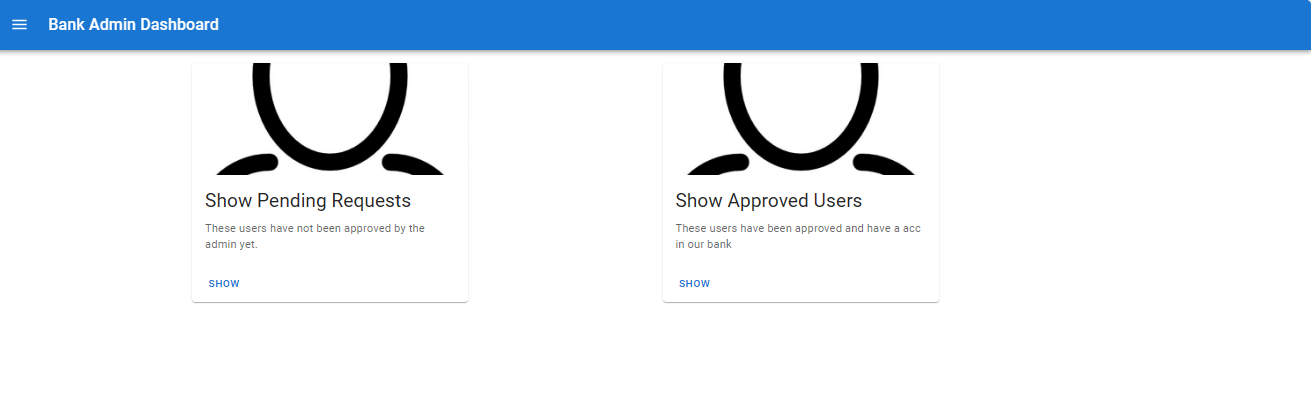 Bank Admin Dashboard
Show Pending Requests
These users have not been approved by the
admin yet.
SHOW
Show Approved Users
These users have been approved and have a acc
in our bank
SHOW